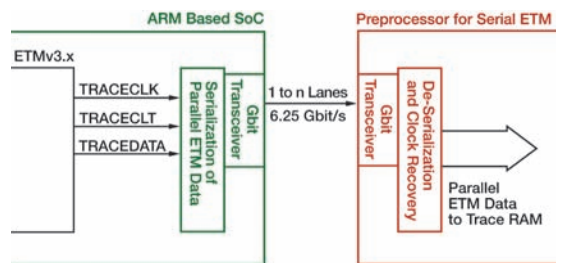 ARM Based SoC
Preprocessor for Serial ETM
ETMv3.x
TRACECLK
TRACECLT
TRACEDATA
Serialization of
Parallel ETM Data
Gbit
Transceiver
1 to n Lanes
6.25 Gbit/s
Gbit
Transceiver
De-Serialization
and Clock Recovery
Parallel
ETM Data
to Trace RAM